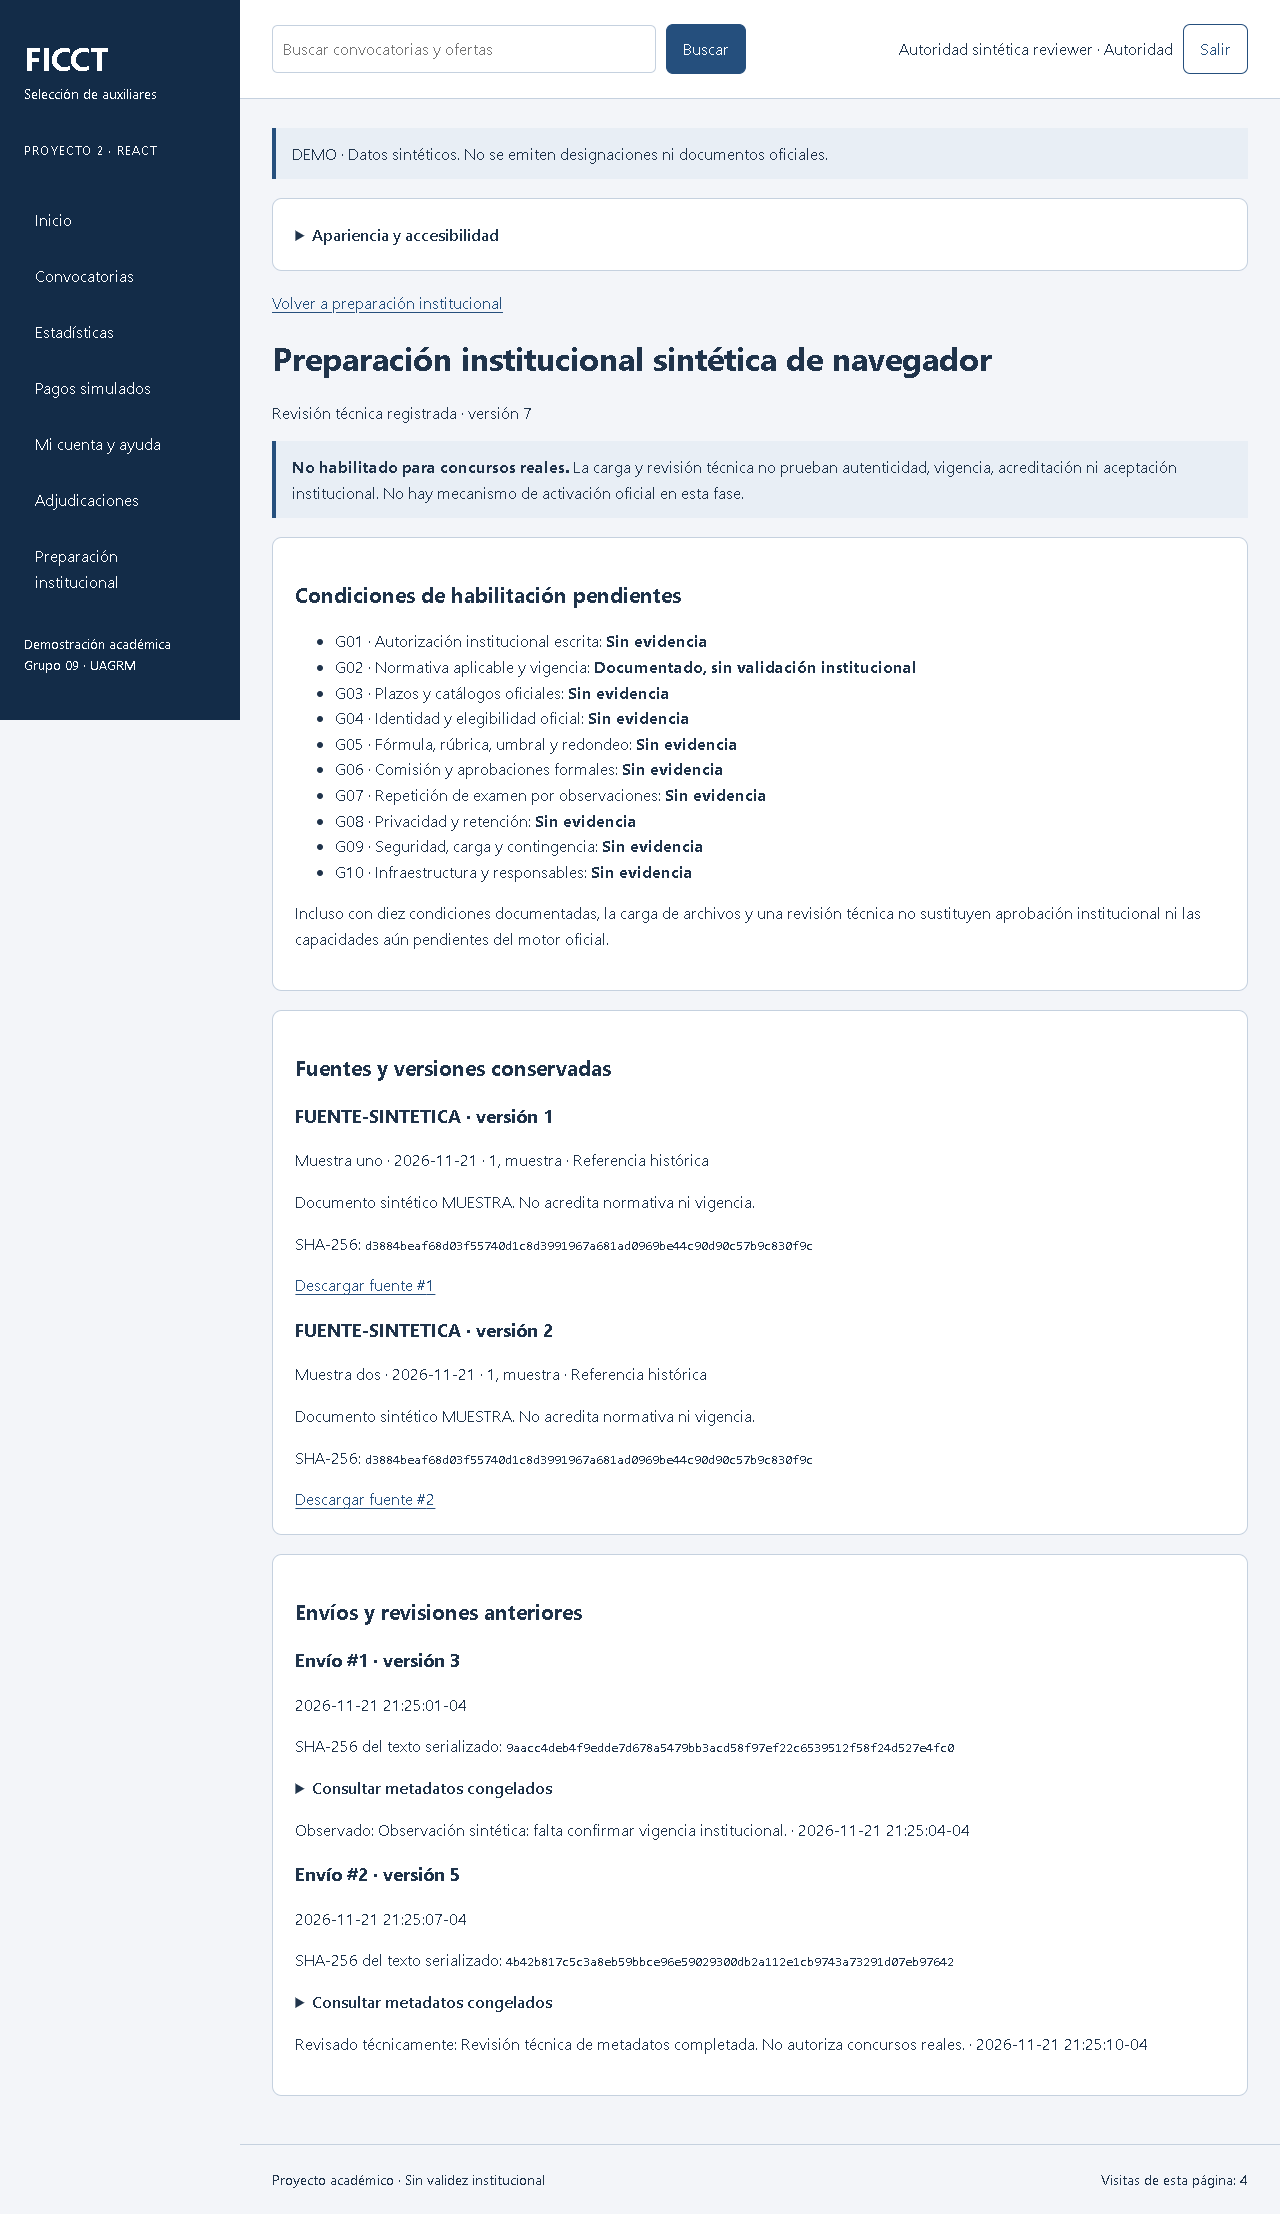 FICCT
Selección de auxiliares
PROYECTO 2 · REACT
Inicio
Convocatorias
Estadísticas
Pagos simulados
Mi cuenta y ayuda
Adjudicaciones
Preparación
institucional
Demostración académica
Grupo 09 · UAGRM
Buscar convocatorias y ofertas
Buscar
Autoridad sintética reviewer · Autoridad
Salir
DEMO · Datos sintéticos. No se emiten designaciones ni documentos oficiales.
▶ Apariencia y accesibilidad
Volver a preparación institucional
Preparación institucional sintética de navegador
Revisión técnica registrada · versión 7
No habilitado para concursos reales. La carga y revisión técnica no prueban autenticidad, vigencia, acreditación ni aceptación
institucional. No hay mecanismo de activación oficial en esta fase.
Condiciones de habilitación pendientes
• G01 · Autorización institucional escrita: Sin evidencia
• G02 · Normativa aplicable y vigencia: Documentado, sin validación institucional
• G03 · Plazos y catálogos oficiales: Sin evidencia
• G04 · Identidad y elegibilidad oficial: Sin evidencia
• G05 · Fórmula, rúbrica, umbral y redondeo: Sin evidencia
• G06 · Comisión y aprobaciones formales: Sin evidencia
• G07 · Repetición de examen por observaciones: Sin evidencia
• G08 · Privacidad y retención: Sin evidencia
• G09 · Seguridad, carga y contingencia: Sin evidencia
• G10 · Infraestructura y responsables: Sin evidencia
Incluso con diez condiciones documentadas, la carga de archivos y una revisión técnica no sustituyen aprobación institucional ni las
capacidades aún pendientes del motor oficial.
Fuentes y versiones conservadas
FUENTE-SINTETICA · versión 1
Muestra uno · 2026-11-21 · 1, muestra · Referencia histórica
Documento sintético MUESTRA. No acredita normativa ni vigencia.
SHA-256: d3884beaf68d03f55740d1c8d3991967a681ad0969be44c90d90c57b9c830f9c
Descargar fuente #1
FUENTE-SINTETICA · versión 2
Muestra dos · 2026-11-21 · 1, muestra · Referencia histórica
Documento sintético MUESTRA. No acredita normativa ni vigencia.
SHA-256: d3884beaf68d03f55740d1c8d3991967a681ad0969be44c90d90c57b9c830f9c
Descargar fuente #2
Envíos y revisiones anteriores
Envío #1 · versión 3
2026-11-21 21:25:01-04
SHA-256 del texto serializado: 9aacc4deb4f9edde7d678a5479bb3acd58f97ef22c6539512f58f24d527e4fc0
▶ Consultar metadatos congelados
Observado: Observación sintética: falta confirmar vigencia institucional. · 2026-11-21 21:25:04-04
Envío #2 · versión 5
2026-11-21 21:25:07-04
SHA-256 del texto serializado: 4b42b817c5c3a8eb59bbce96e59029300db2a112e1cb9743a73291d07eb97642
▶ Consultar metadatos congelados
Revisado técnicamente: Revisión técnica de metadatos completada. No autoriza concursos reales. · 2026-11-21 21:25:10-04
Proyecto académico · Sin validez institucional
Visitas de esta página: 4